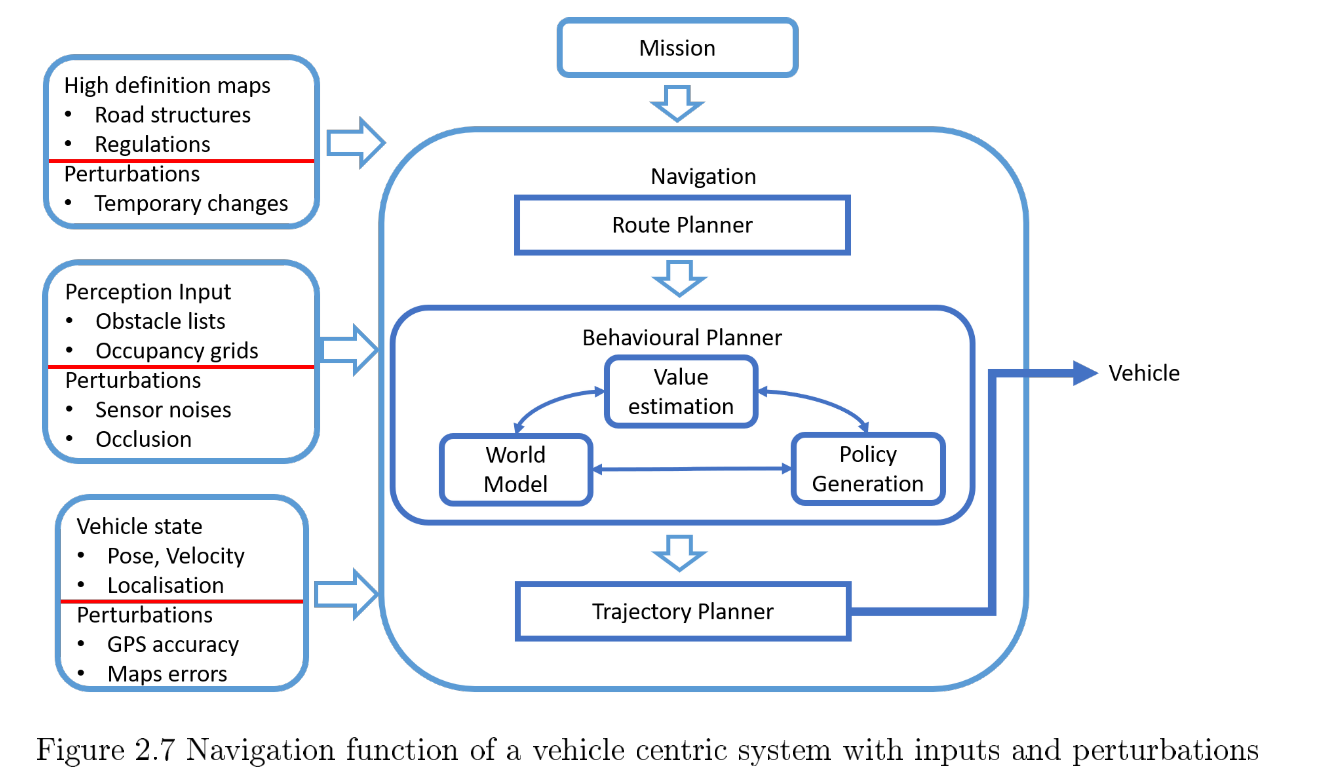 Mission
High definition maps
• Road structures
• Regulations
Perturbations
• Temporary changes
Perception Input
• Obstacle lists
• Occupancy grids
Perturbations
• Sensor noises
• Occlusion
Vehicle state
• Pose, Velocity
• Localisation
Perturbations
• GPS accuracy
• Maps errors
Navigation
Route Planner
Behavioural Planner
Value
estimation
World
Model
Policy
Generation
Trajectory Planner
Vehicle
Figure 2.7 Navigation function of a vehicle centric system with inputs and perturbations